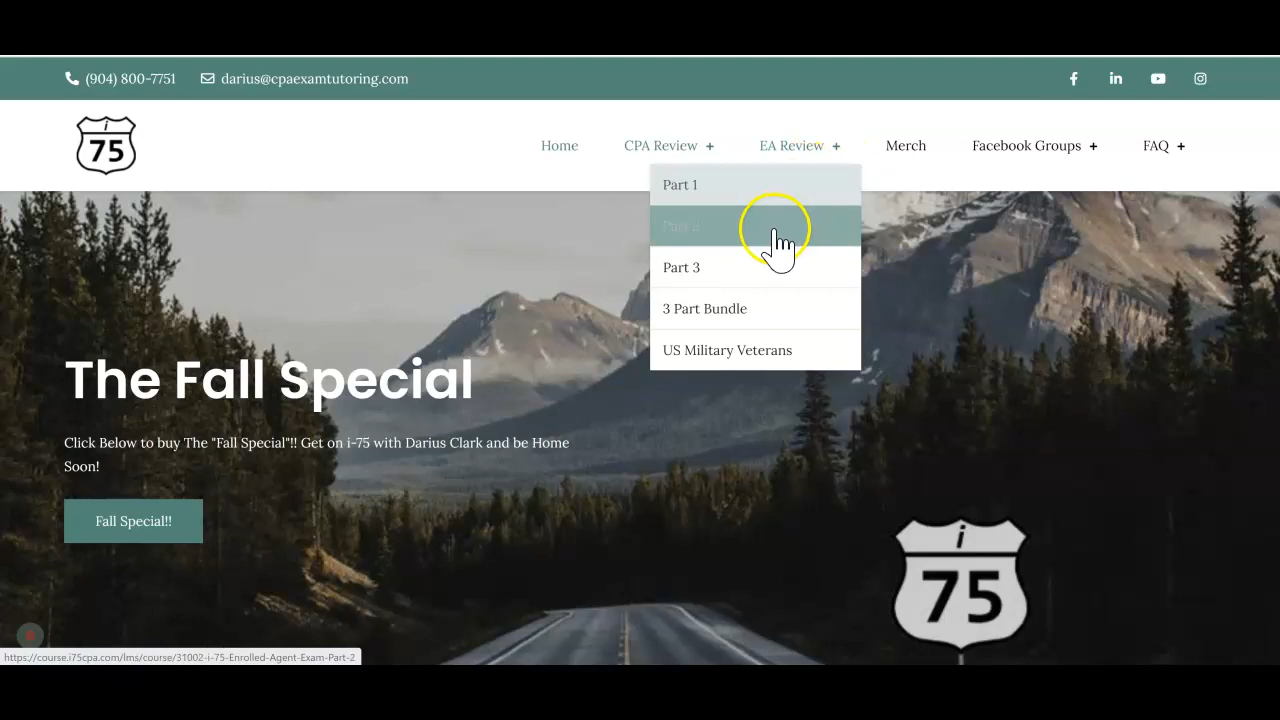 (904) 800-7751 darius@cpaexamtutoring.com
i
75
Home CPA Review + EA Review + Merch Facebook Groups + FAQ +
Part 1
Part 2
Part 3
3 Part Bundle
US Military Veterans
The Fall Special
Click Below to buy The "Fall Special"!! Get on i-75 with Darius Clark and be Home
Soon!
Fall Special!!
i
75
https://course.i75cpa.com/lms/course/31002-i-75-Enrolled-Agent-Exam-Part-2